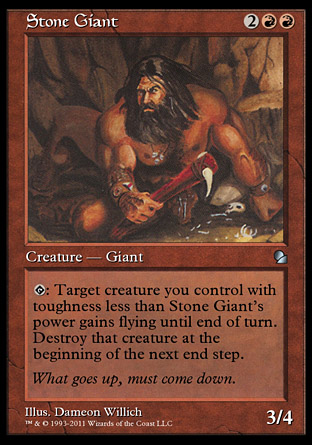 Stone Giant 2
Creature — Giant
: Target creature you control with
toughness less than Stone Giant's
power gains flying until end of turn.
Destroy that creature at the
beginning of the next end step.
What goes up, must come down.
Illus. Dameon Willich
™ & © 1993-2011 Wizards of the Coast LLC
3/4